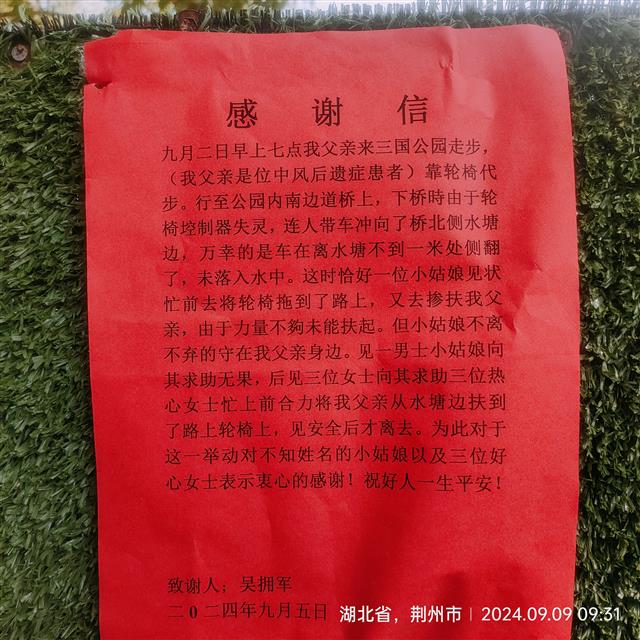 感谢信
九月二日早上七点我父亲来三国公园走步，
（我父亲是位中风后遗症患者）靠轮椅代
步。行至公园内南边道桥上，下桥時由于轮
椅控制器失灵，连人带车冲向了桥北侧水塘
边，万幸的是车在离水塘不到一米处侧翻
了，未落入水中。这时恰好一位小姑娘见状
忙前去将轮椅拖到了路上，又去掺扶我父
亲，由于力量不夠未能扶起。但小姑娘不离
不弃的守在我父亲身边。见一男士小姑娘向
其求助无果，后见三位女士向其求助三位热
心女士忙上前合力将我父亲从水塘边扶到
了路上轮椅上，见安全后才离去。为此对于
这一举动对不知姓名的小姑娘以及三位好
心女士表示衷心的感谢！祝好人一生平安！
致谢人；吴拥军
二0二四年九月五日
湖北省，荆州市 | 2024.09.09 09:31